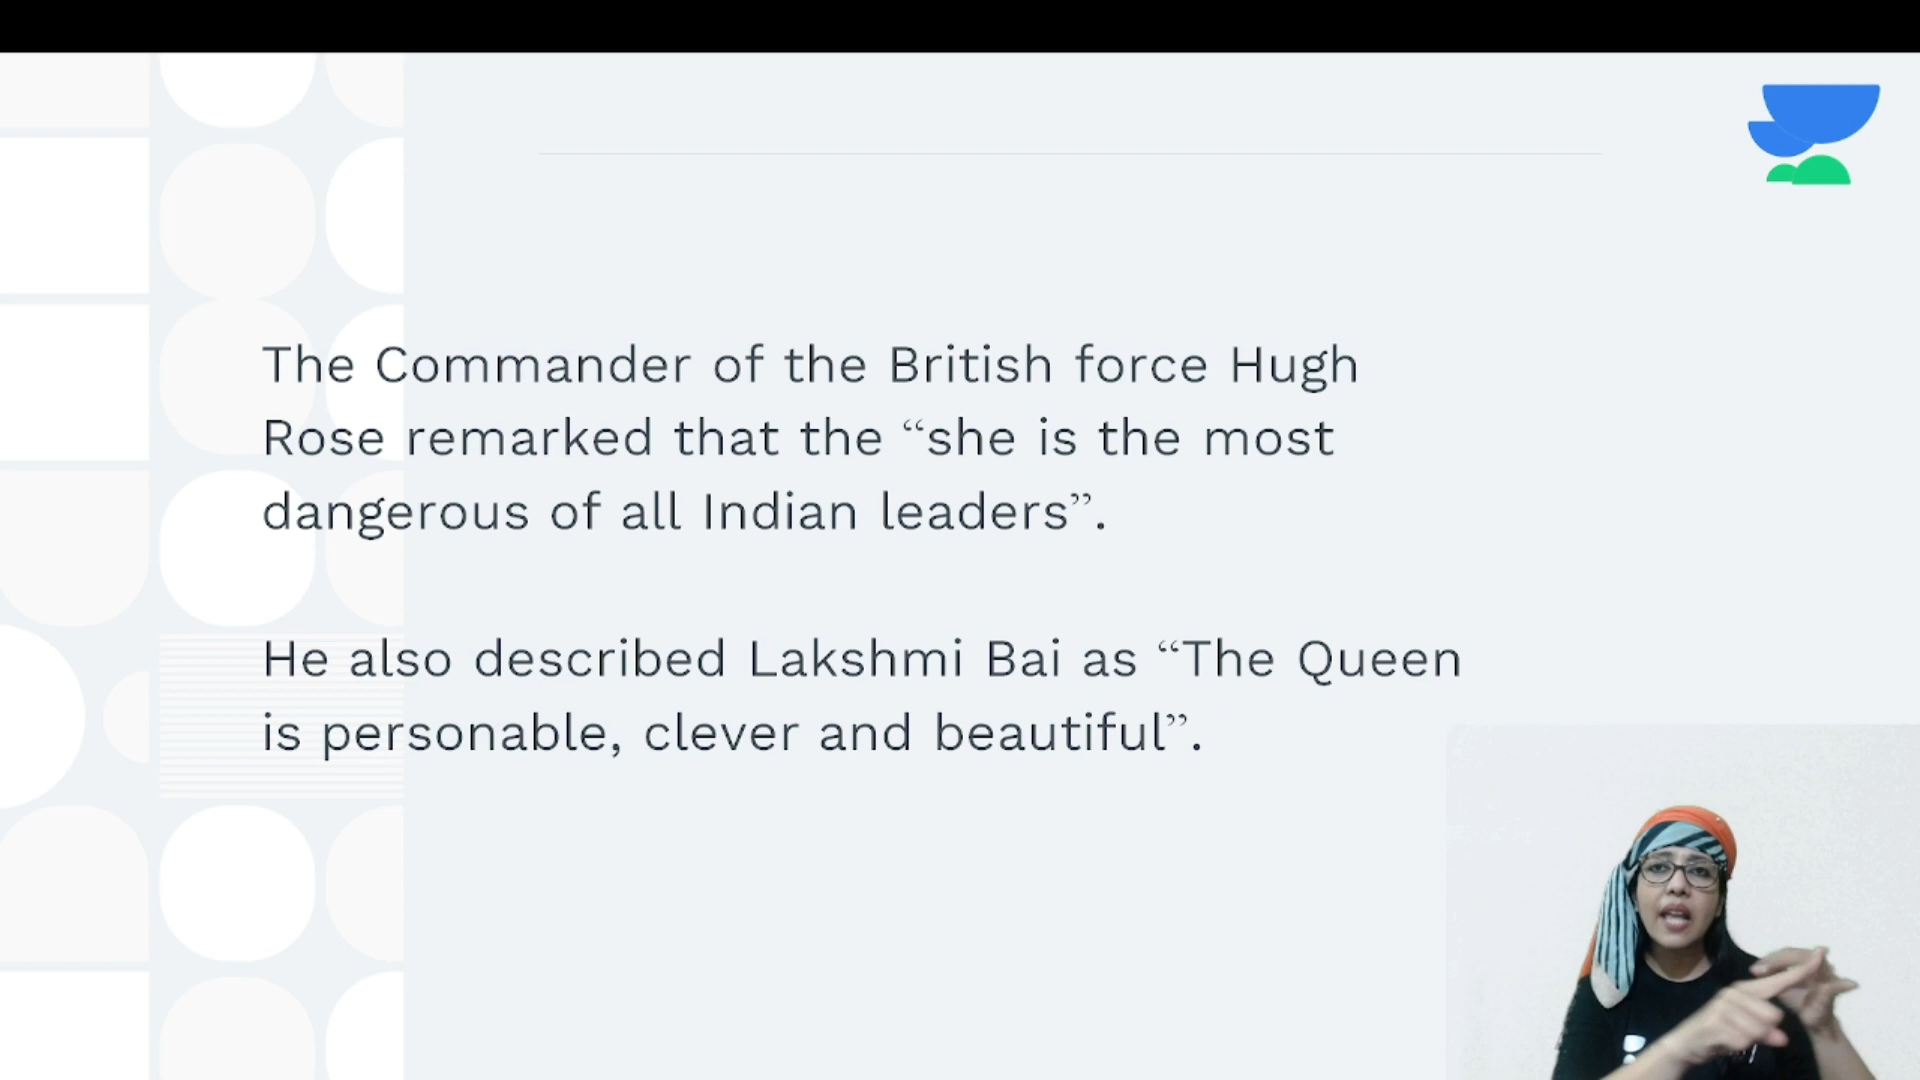 The Commander of the British force Hugh
Rose remarked that the “she is the most
dangerous of all Indian leaders”.
He also described Lakshmi Bai as “The Queen
is personable, clever and beautiful”.